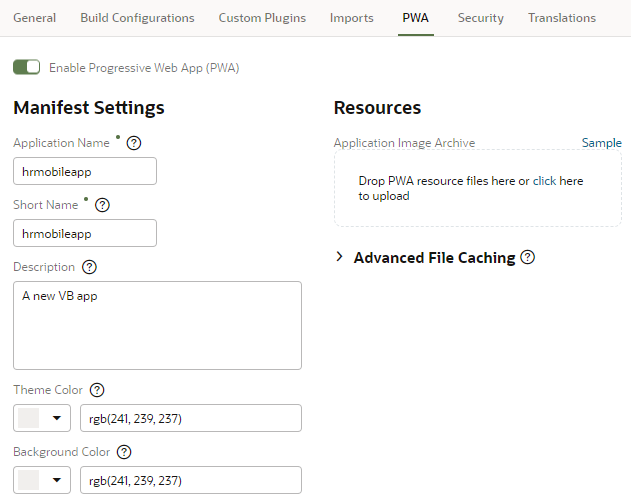 General Build Configurations Custom Plugins Imports PWA Security Translations
Enable Progressive Web App (PWA)
Manifest Settings
Application Name
hrmobileapp
Short Name
hrmobileapp
Description
A new VB app
Theme Color
rgb(241, 239, 237)
Background Color
rgb(241, 239, 237)
Resources
Application Image Archive Sample
Drop PWA resource files here or click here
to upload
Advanced File Caching